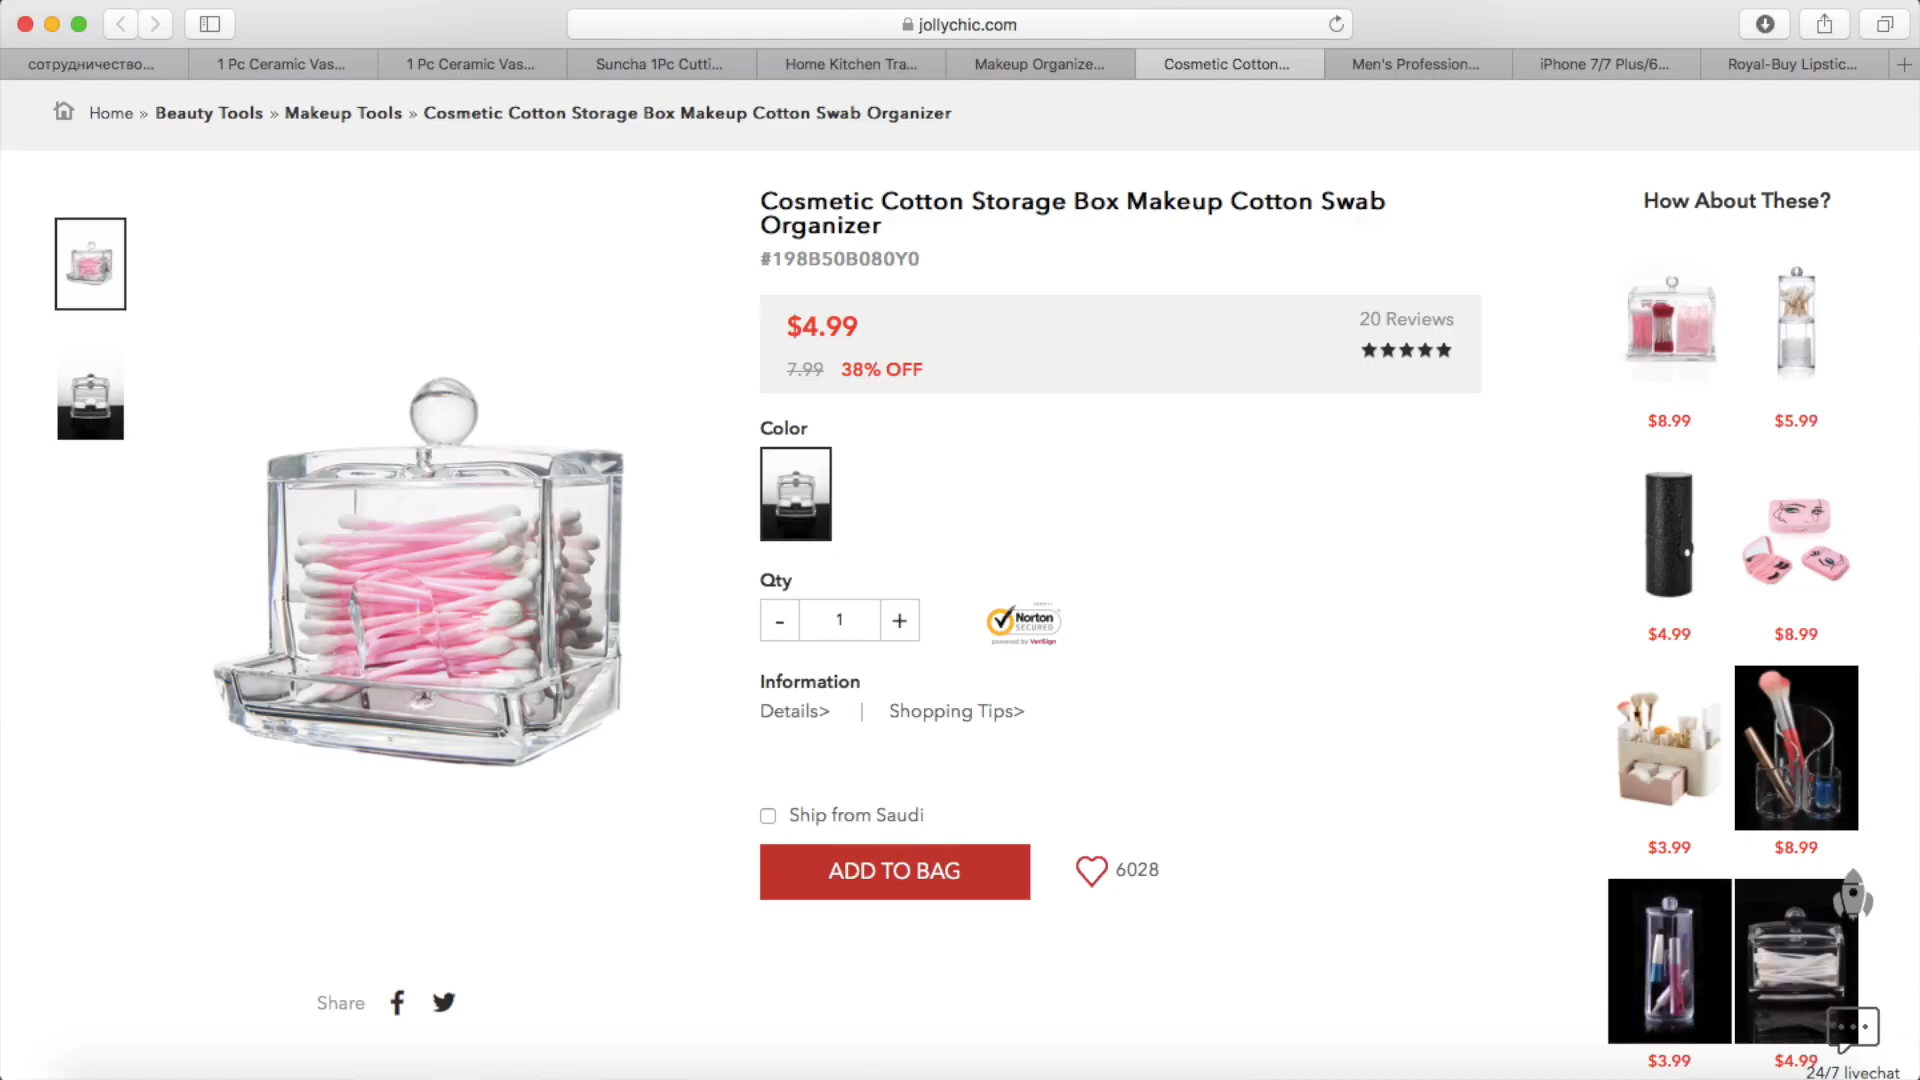 jollychic.com
сотрудничество...
1 Pc Ceramic Vas...
1 Pc Ceramic Vas...
Suncha 1Pc Cutti...
Home Kitchen Tra...
Makeup Organize...
Cosmetic Cotton...
Men's Profession...
iPhone 7/7 Plus/6...
Royal-Buy Lipstic...
Home » Beauty Tools » Makeup Tools » Cosmetic Cotton Storage Box Makeup Cotton Swab Organizer
Cosmetic Cotton Storage Box Makeup Cotton Swab
Organizer
#198B50B080Y0
$4.99
7.99 38% OFF
20 Reviews
Color
Qty
- 1 +
Norton
SECURED
powered by VeriSign
Information
Details> | Shopping Tips>
Ship from Saudi
ADD TO BAG
6028
Share
How About These?
$8.99 $5.99
$4.99 $8.99
$3.99 $8.99
$3.99 $4.99
24/7 livechat